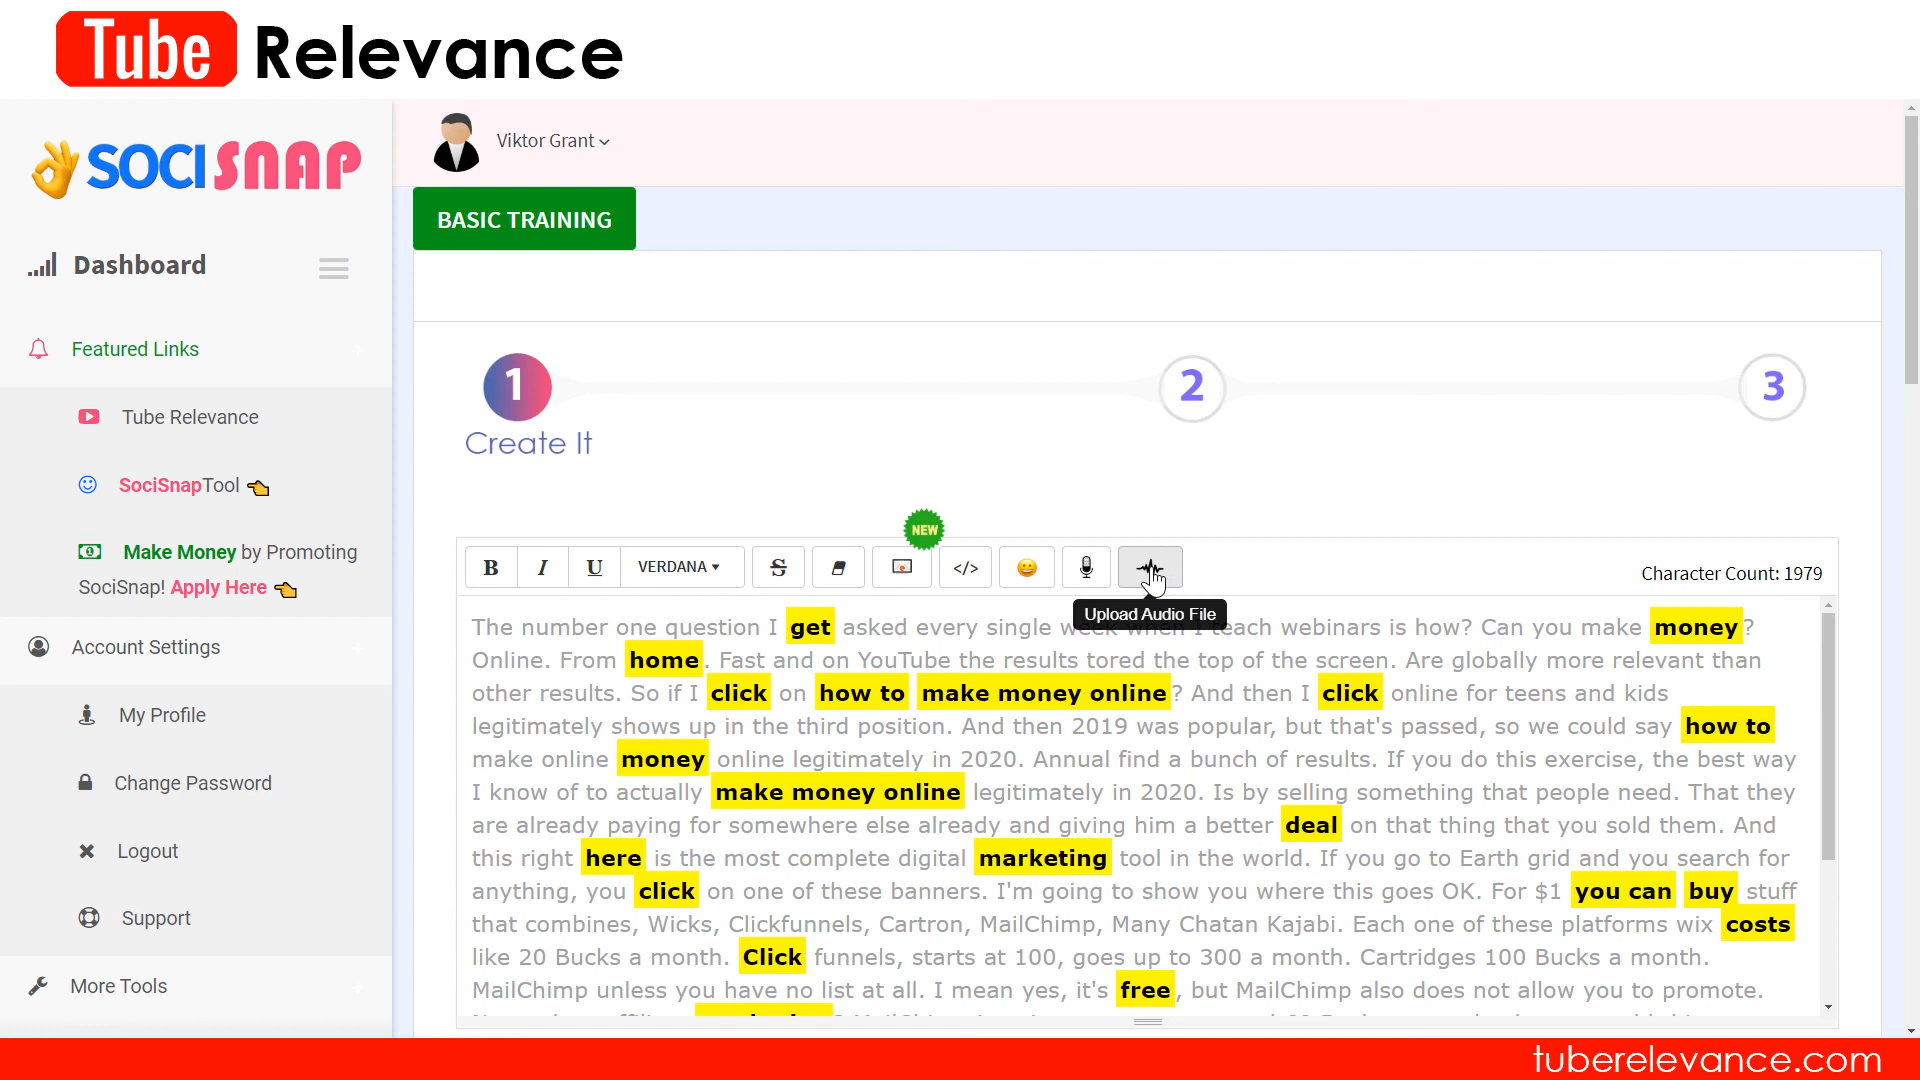 Tube Relevance
SOCISNAP
Viktor Grant
BASIC TRAINING
Dashboard
Featured Links
Tube Relevance
SociSnapTool
Make Money by Promoting
SociSnap! Apply Here
Account Settings
My Profile
Change Password
Logout
Support
More Tools
1
2
3
Create It
NEW
B I U VERDANA S </>
Character Count: 1979
Upload Audio File
The number one question I get asked every single week when I teach webinars is how? Can you make money?
Online. From home. Fast and on YouTube the results tored the top of the screen. Are globally more relevant than
other results. So if I click on how to make money online? And then I click online for teens and kids
legitimately shows up in the third position. And then 2019 was popular, but that's passed, so we could say how to
make online money online legitimately in 2020. Annual find a bunch of results. If you do this exercise, the best way
I know of to actually make money online legitimately in 2020. Is by selling something that people need. That they
are already paying for somewhere else already and giving him a better deal on that thing that you sold them. And
this right here is the most complete digital marketing tool in the world. If you go to Earth grid and you search for
anything, you click on one of these banners. I'm going to show you where this goes OK. For $1 you can buy stuff
that combines, Wicks, Clickfunnels, Cartron, MailChimp, Many Chatan Kajabi. Each one of these platforms wix costs
like 20 Bucks a month. Click funnels, starts at 100, goes up to 300 a month. Cartridges 100 Bucks a month.
MailChimp unless you have no list at all. I mean yes, it's free, but MailChimp also does not allow you to promote.
tuberelevance.com